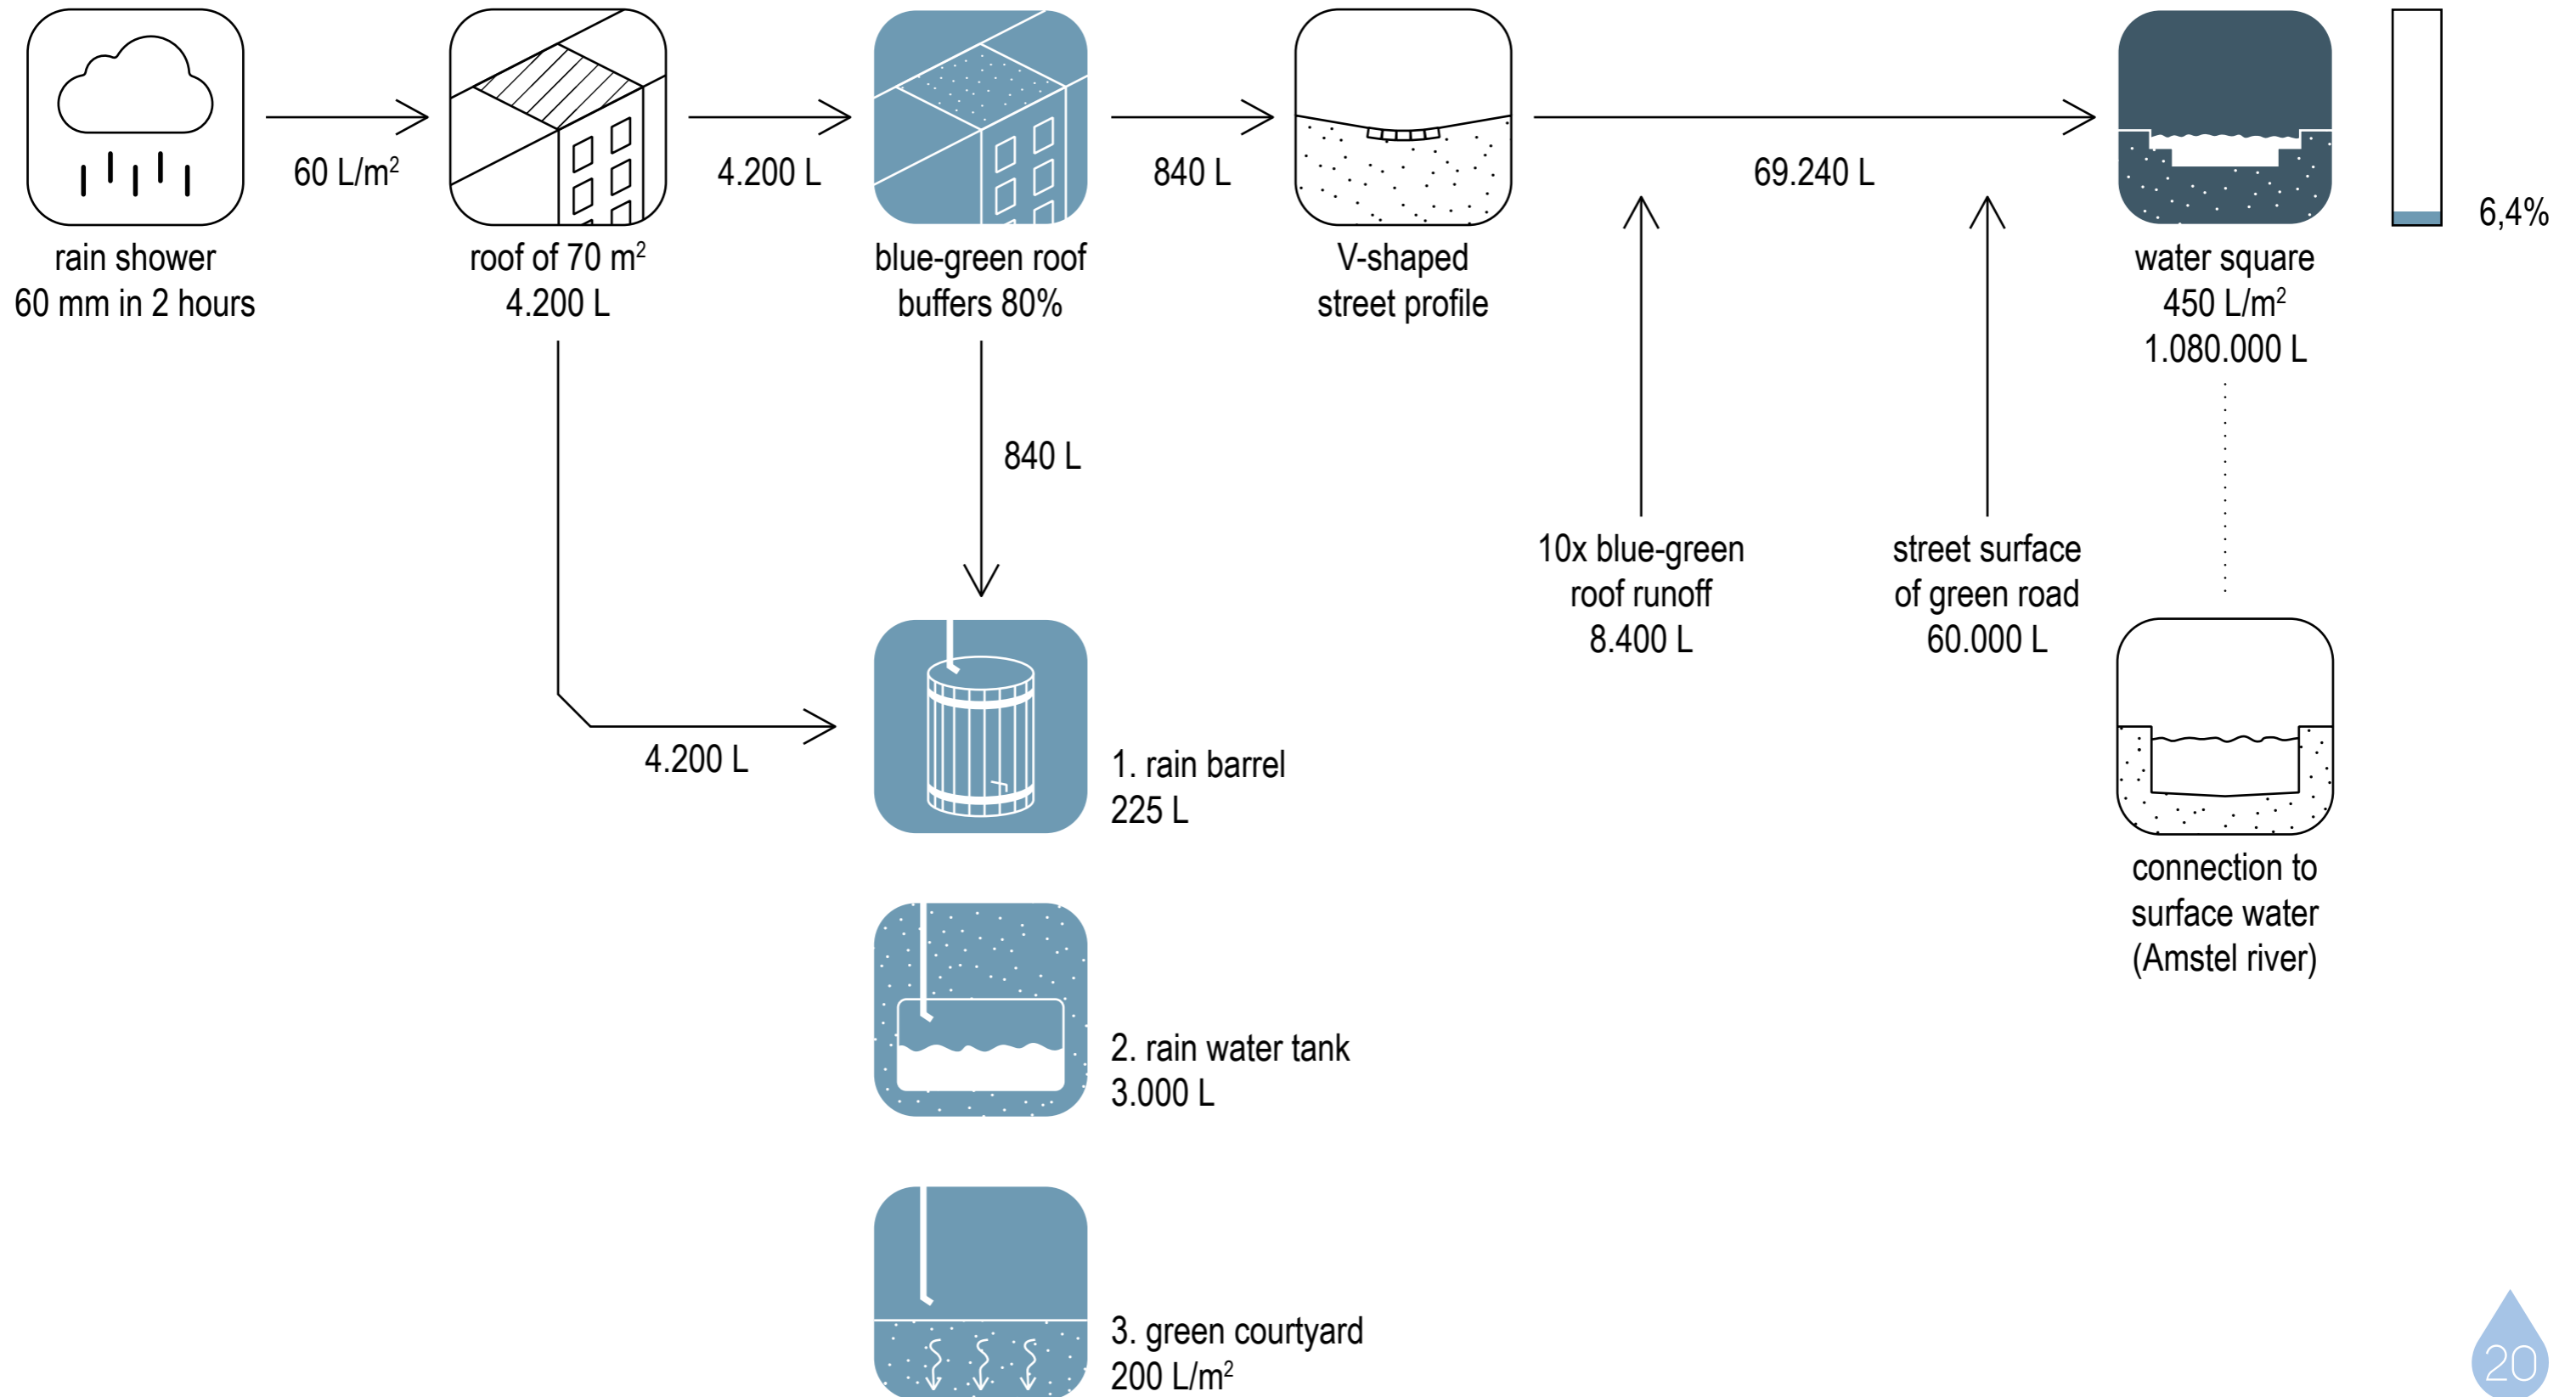 60 L/m²
4.200 L
840 L
69.240 L
6,4%
rain shower
60 mm in 2 hours
roof of 70 m²
4.200 L
blue-green roof
buffers 80%
V-shaped
street profile
water square
450 L/m²
1.080.000 L
840 L
10x blue-green
roof runoff
8.400 L
street surface
of green road
60.000 L
4.200 L
1. rain barrel
225 L
connection to
surface water
(Amstel river)
2. rain water tank
3.000 L
3. green courtyard
200 L/m²
20